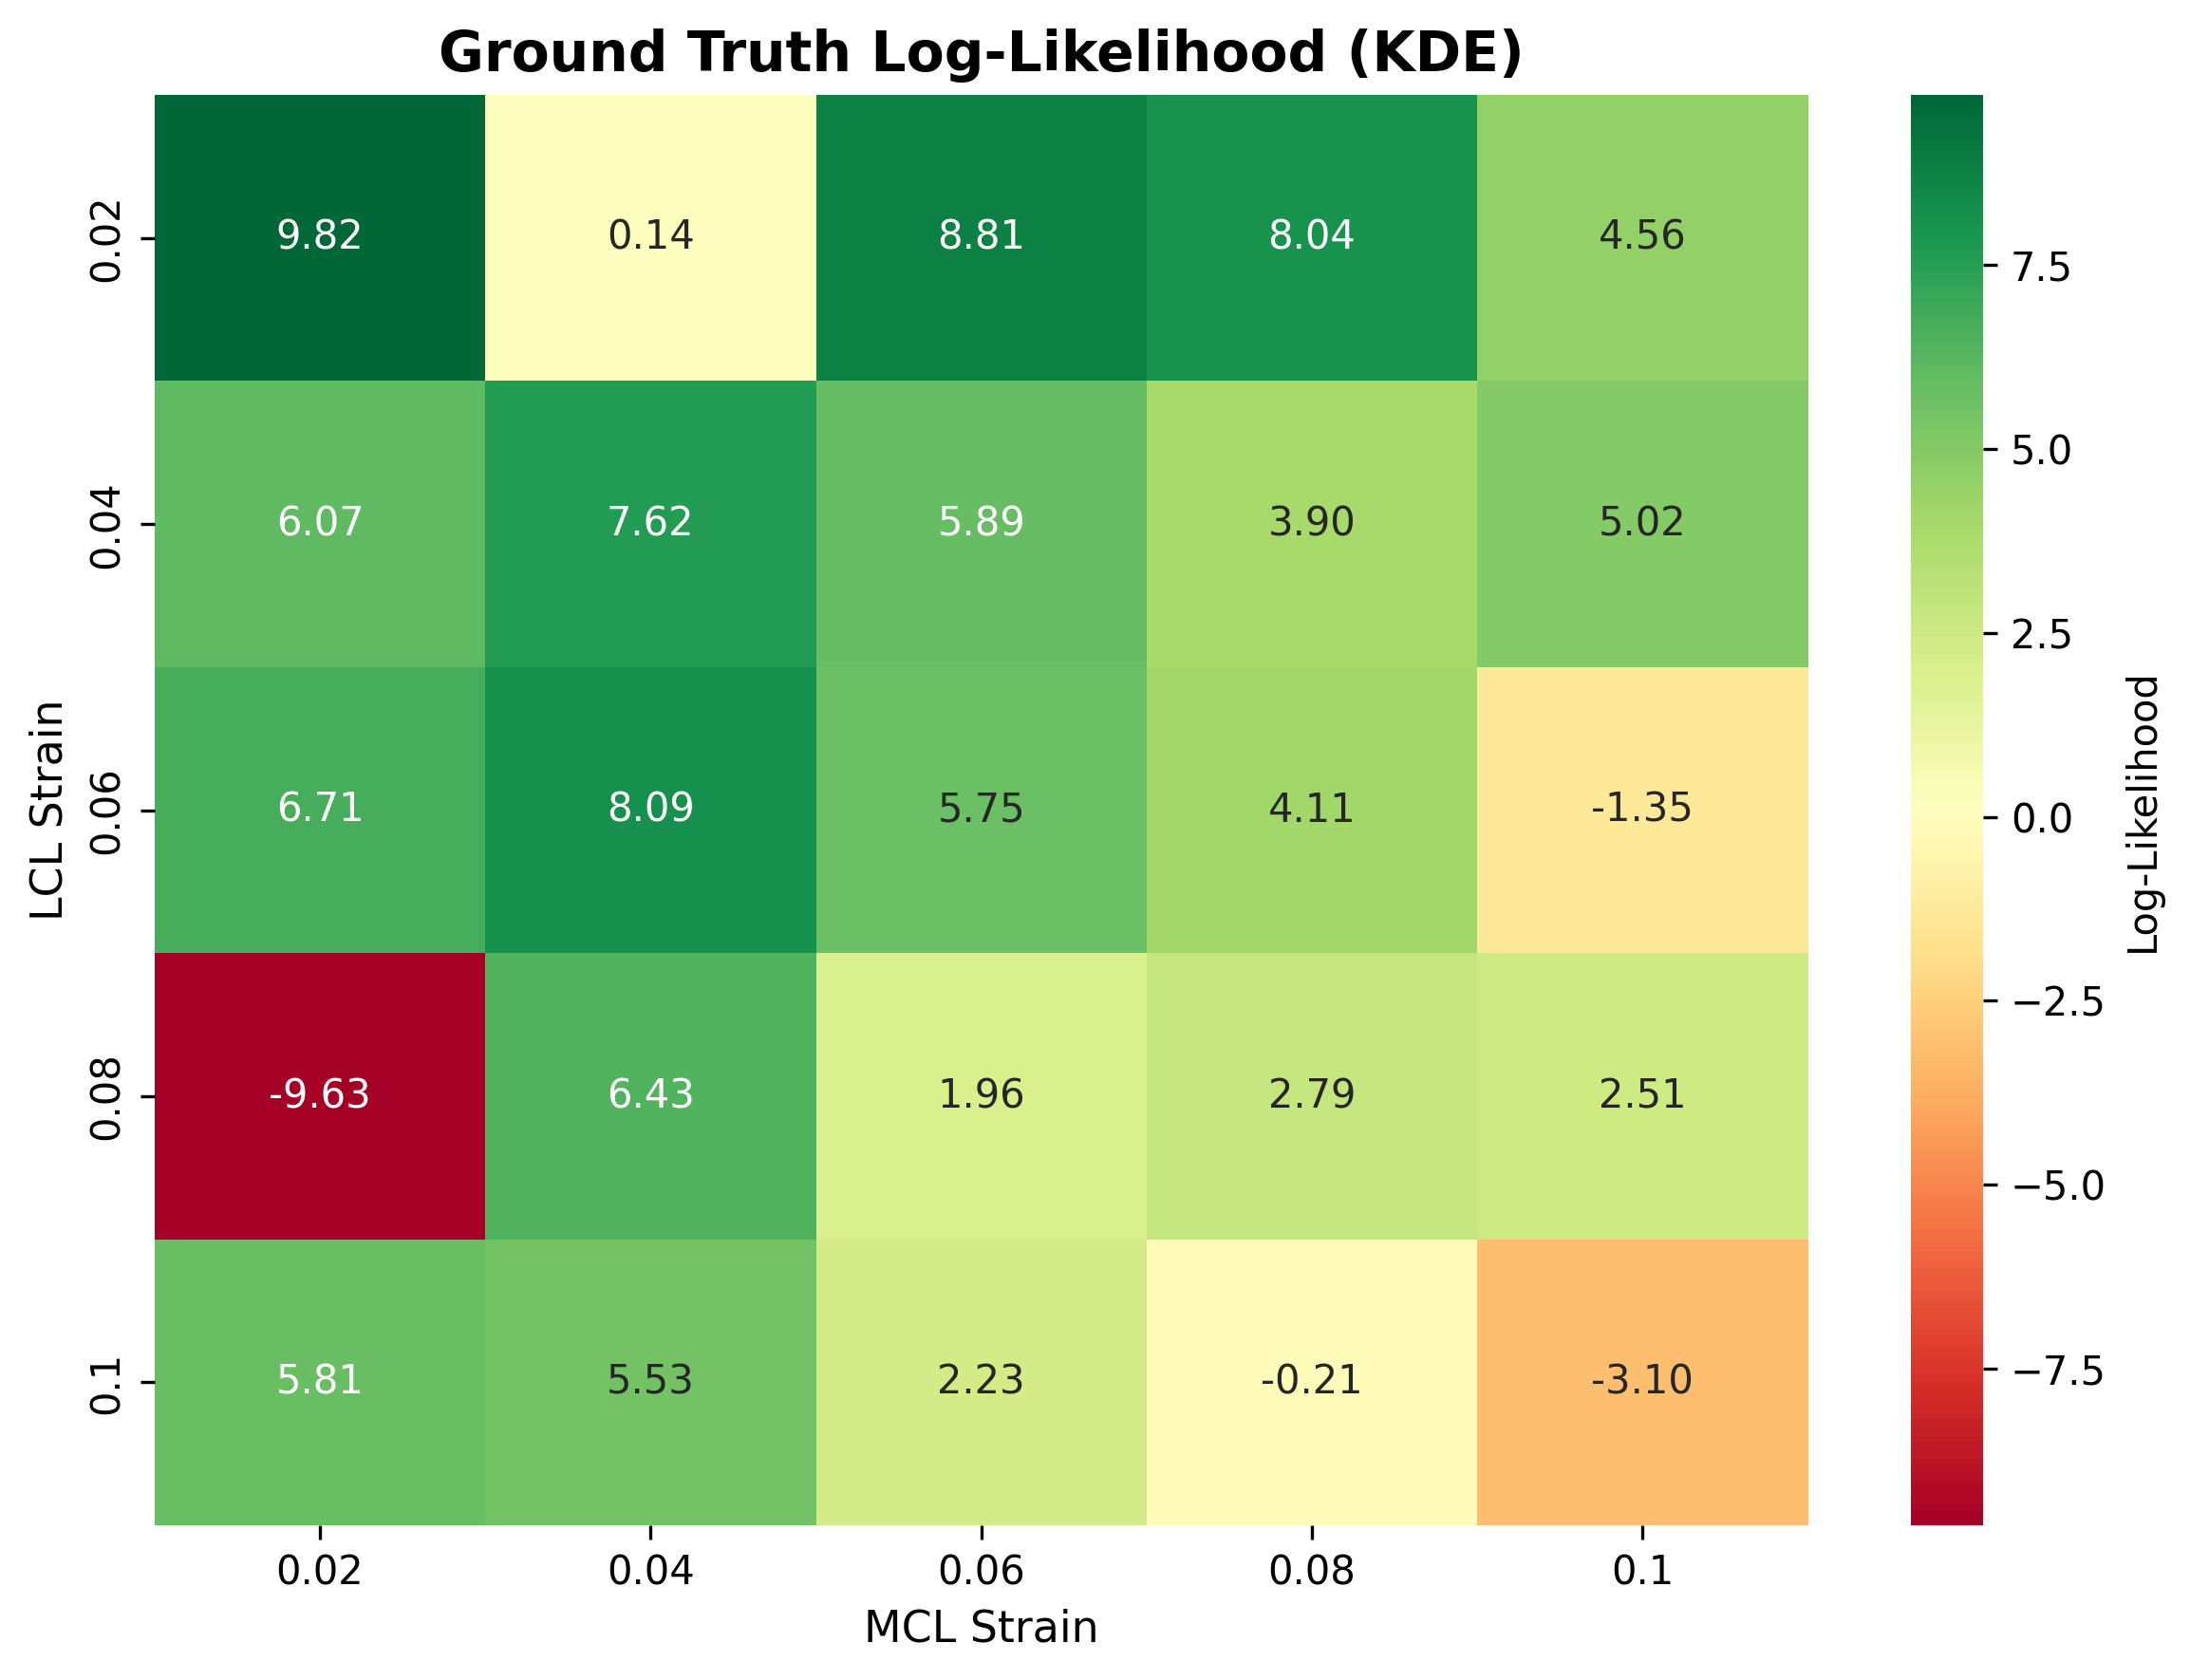 Ground Truth Log-Likelihood (KDE)
LCL Strain
0.02
9.82 0.14 8.81 8.04 4.56
0.04
6.07 7.62 5.89 3.90 5.02
0.06
6.71 8.09 5.75 4.11 -1.35
0.08
-9.63 6.43 1.96 2.79 2.51
0.1
5.81 5.53 2.23 -0.21 -3.10
0.02 0.04 0.06 0.08 0.1
MCL Strain
7.5
5.0
2.5
0.0
−2.5
−5.0
−7.5
Log-Likelihood